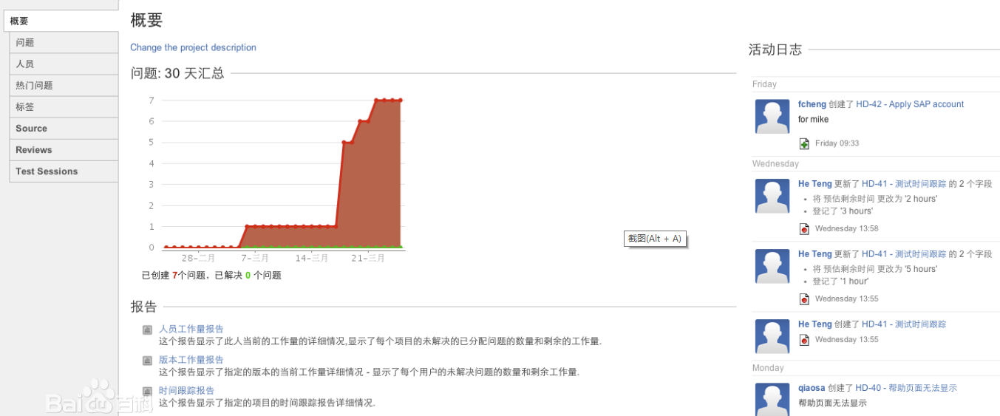 概要
问题
人员
热门问题
标签
Source
Reviews
Test Sessions
概要
Change the project description
问题: 30 天汇总
7
6
5
4
3
2
1
0
28-二月
7-三月
14-三月
21-三月
已创建 7个问题，已解决 0 个问题
截图(Alt + A)
报告
人员工作量报告
这个报告显示了此人当前的工作量的详细情况,显示了每个项目的未解决的已分配问题的数量和剩余的工作量.
版本工作量报告
这个报告显示了指定的版本的当前工作量详细情况 - 显示了每个用户的未解决问题的数量和剩余工作量.
时间跟踪报告
这个报告显示了指定的项目的时间跟踪报告详细情况.
活动日志
Friday
fcheng 创建了 HD-42 - Apply SAP account
for mike
Friday 09:33
Wednesday
He Teng 更新了 HD-41 - 测试时间跟踪 的 2 个字段
• 将 预估剩余时间 更改为 '2 hours'
• 登记了 '3 hours'
Wednesday 13:58
He Teng 更新了 HD-41 - 测试时间跟踪 的 2 个字段
• 将 预估剩余时间 更改为 '5 hours'
• 登记了 '1 hour'
Wednesday 13:55
He Teng 创建了 HD-41 - 测试时间跟踪
Wednesday 13:55
Monday
qiaosa 创建了 HD-40 - 帮助页面无法显示
帮助页面无法显示
Bai百科